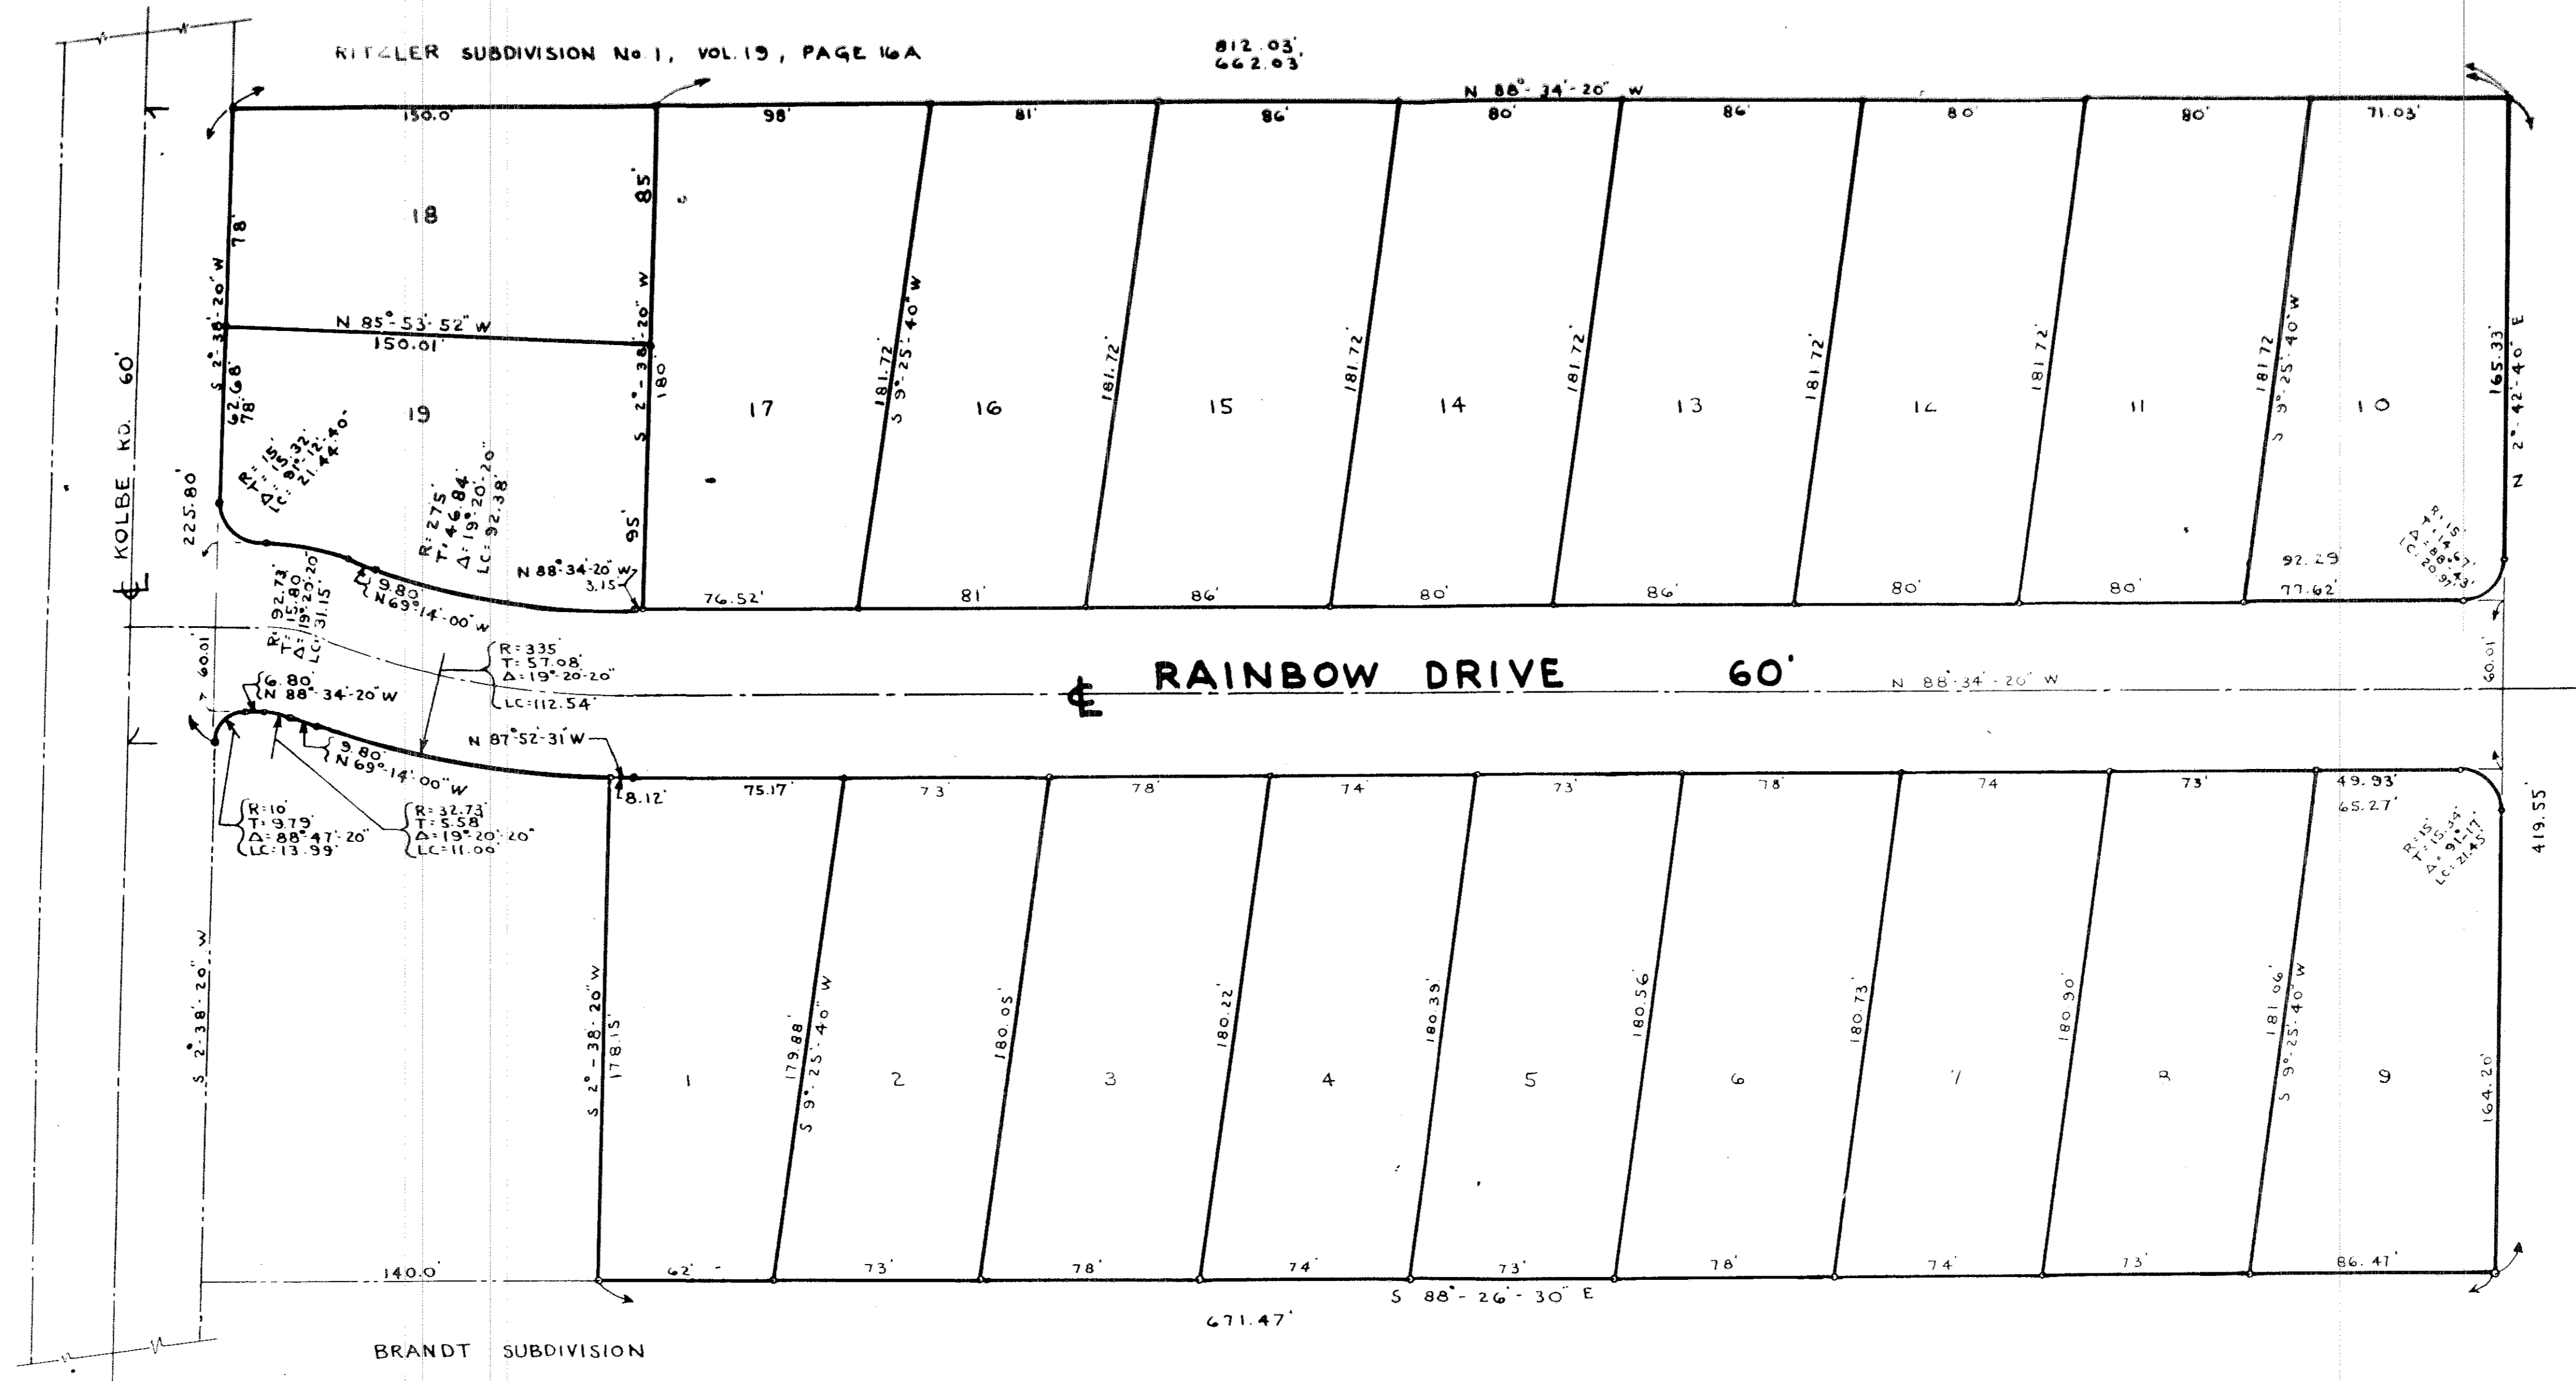 RITZLER SUBDIVISION No. 1, VOL. 19, PAGE 16A
812.03'
662.03'
N 88°-34'-20" W
150.0'
98'
81'
86'
80'
86'
80'
80'
71.03'
18
78'
85'
S 2°-38'-20" W
N 85°-53'-52" W
150.01'
S 2°-38'-20" W
180'
62.68'
78'
19
95'
17
181.72'
S 9°-25'-40" W
16
181.72'
15
181.72'
14
181.72'
13
181.72'
12
181.72'
11
181.72
S 9°-25'-40" W
10
165.33'
N 2°-42'-40" E
KOLBE RD. 60'
225.80'
R= 15'
T= 15.32'
Δ= 91°-12'-40"
LC= 21.44'
R= 275'
T= 46.84'
Δ= 19°-20'-20"
LC= 92.38'
R= 92.73'
T= 15.80
Δ= 19°-20'-20"
LC= 31.15'
9.80'
N 69°-14'-00" W
N 88°-34'-20" W
3.15'
76.52'
81'
86'
80'
86'
80'
80'
92.29
77.62'
R= 15'
T= 14.67'
Δ= 88°-43'
LC= 20.97'
60.01'
6.80'
N 88°-34'-20" W
R= 335'
T= 57.08'
Δ= 19°-20-20"
LC= 112.54'
℄ RAINBOW DRIVE 60'
N 88°-34'-20" W
60.01'
9.80'
N 69°-14'-00" W
N 87°-52-31" W
8.12'
75.17'
73'
78'
74'
73'
78'
74
73'
49.93'
65.27'
R= 10'
T= 9.79'
Δ= 88°-47'-20"
LC= 13.99'
R= 32.73'
T= 5.58'
Δ= 19°-20'-20"
LC= 11.00'
R= 15'
T= 15.34'
Δ= 91°-17'
LC= 21.45'
419.55'
S 2°-38'-20" W
S 2°-38'-20" W
178.15'
1
179.88'
S 9°-25'-40" W
2
180.05'
3
180.22'
4
180.39'
5
180.56'
6
180.73'
7
180.90'
8
181.06'
S 9°-25'-40" W
9
164.20'
140.0'
62'
73'
78'
74'
73'
78'
74'
73'
86.47'
S 88°-26'-30" E
671.47'
BRANDT SUBDIVISION